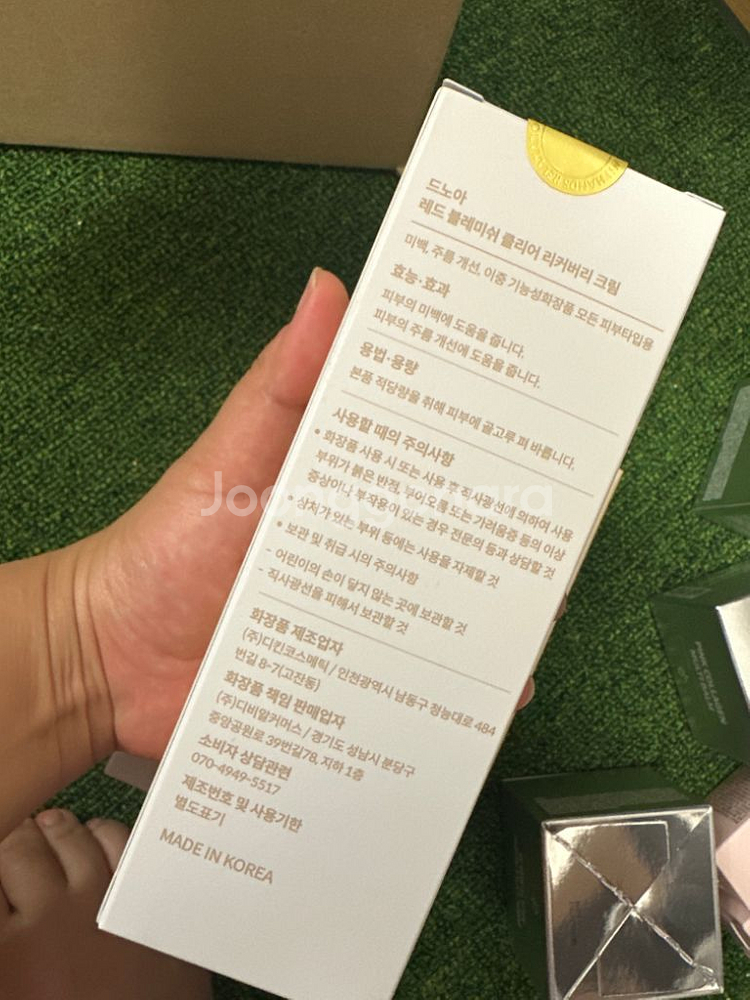 드노아
레드 블레미쉬 클리어 리커버리 크림
미백, 주름 개선, 이중 기능성화장품 모든 피부타입용
효능·효과
피부의 미백에 도움을 줍니다.
피부의 주름 개선에 도움을 줍니다.
용법·용량
본품 적당량을 취해 피부에 골고루 펴 바릅니다.
사용할 때의 주의사항
• 화장품 사용 시 또는 사용 후 직사광선에 의하여 사용
부위가 붉은 반점, 부어오름 또는 가려움증 등의 이상
증상이나 부작용이 있는 경우 전문의 등과 상담할 것
• 상처가 있는 부위 등에는 사용을 자제할 것
• 보관 및 취급 시의 주의사항
- 어린이의 손이 닿지 않는 곳에 보관할 것
- 직사광선을 피해서 보관할 것
화장품 제조업자
(주)디킨코스메틱 / 인천광역시 남동구 정능대로 484
번길 8-7(고잔동)
화장품 책임 판매업자
(주)디비알커머스 / 경기도 성남시 분당구
중앙공원로 39번길78, 지하 1층
소비자 상담관련
070-4949-5517
제조번호 및 사용기한
별도표기
MADE IN KOREA
Joonggonara